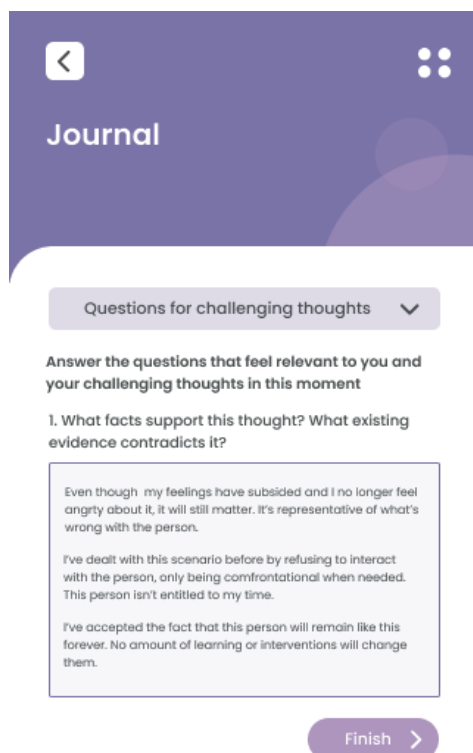 Journal
Questions for challenging thoughts
Answer the questions that feel relevant to you and
your challenging thoughts in this moment
1. What facts support this thought? What existing
evidence contradicts it?
Even though my feelings have subsided and I no longer feel
angrty about it, it will still matter. It's representative of what's
wrong with the person.
I've dealt with this scenario before by refusing to interact
with the person, only being comfrontational when needed.
This person isn't entitled to my time.
I've accepted the fact that this person will remain like this
forever. No amount of learning or interventions will change
them.
Finish